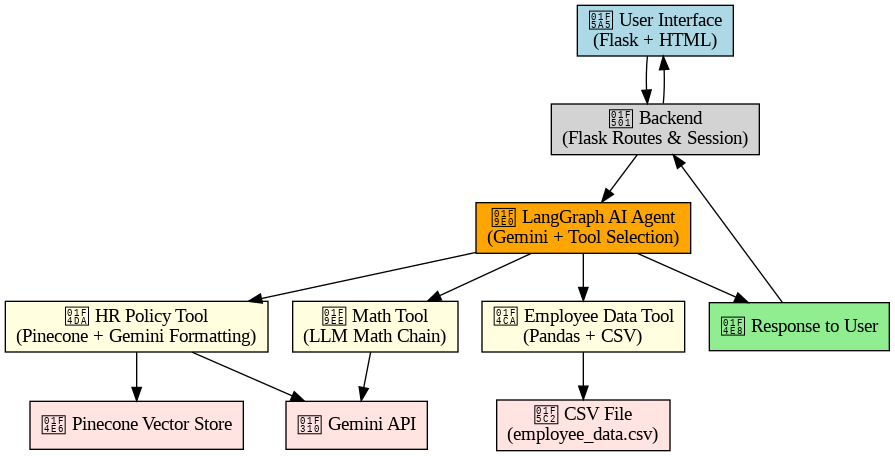 🖥 User Interface
(Flask + HTML)
🔁 Backend
(Flask Routes & Session)
🧠 LangGraph AI Agent
(Gemini + Tool Selection)
📚 HR Policy Tool
(Pinecone + Gemini Formatting)
🧮 Math Tool
(LLM Math Chain)
📊 Employee Data Tool
(Pandas + CSV)
📨 Response to User
📦 Pinecone Vector Store
🌐 Gemini API
🗂 CSV File
(employee_data.csv)